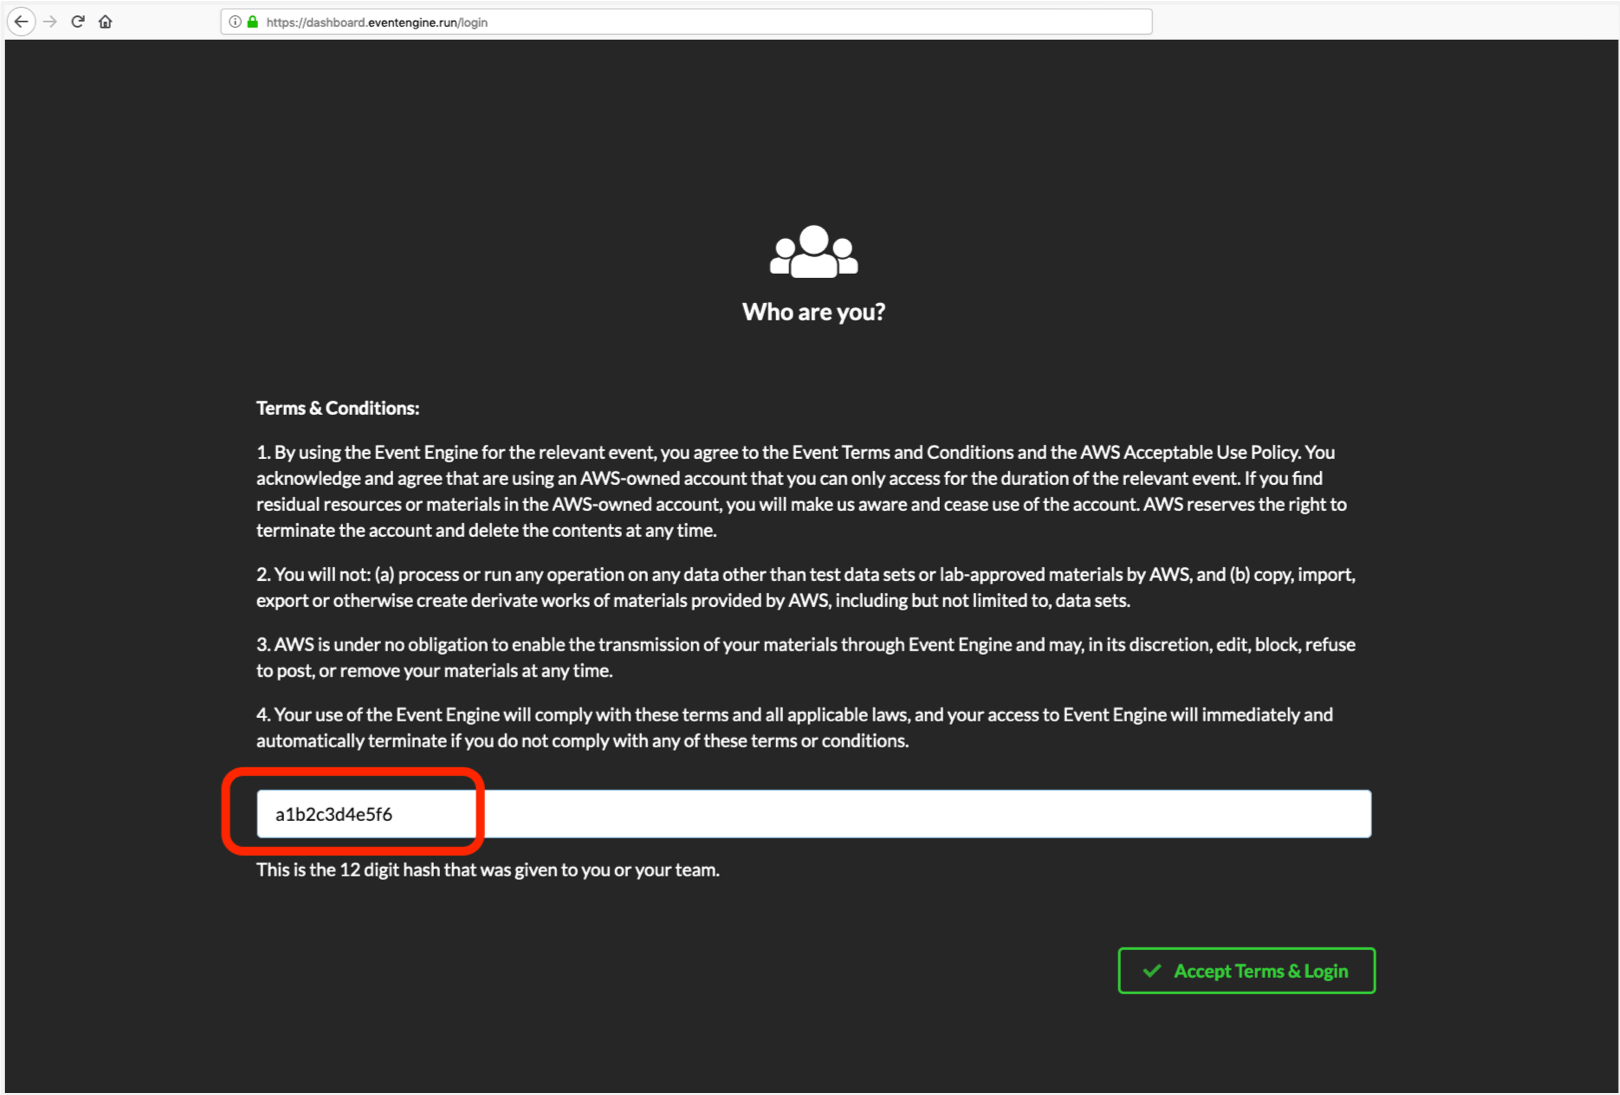 https://dashboard.eventengine.run/login
Who are you?
Terms & Conditions:
1. By using the Event Engine for the relevant event, you agree to the Event Terms and Conditions and the AWS Acceptable Use Policy. You
acknowledge and agree that are using an AWS-owned account that you can only access for the duration of the relevant event. If you find
residual resources or materials in the AWS-owned account, you will make us aware and cease use of the account. AWS reserves the right to
terminate the account and delete the contents at any time.
2. You will not: (a) process or run any operation on any data other than test data sets or lab-approved materials by AWS, and (b) copy, import,
export or otherwise create derivate works of materials provided by AWS, including but not limited to, data sets.
3. AWS is under no obligation to enable the transmission of your materials through Event Engine and may, in its discretion, edit, block, refuse
to post, or remove your materials at any time.
4. Your use of the Event Engine will comply with these terms and all applicable laws, and your access to Event Engine will immediately and
automatically terminate if you do not comply with any of these terms or conditions.
a1b2c3d4e5f6
This is the 12 digit hash that was given to you or your team.
Accept Terms & Login